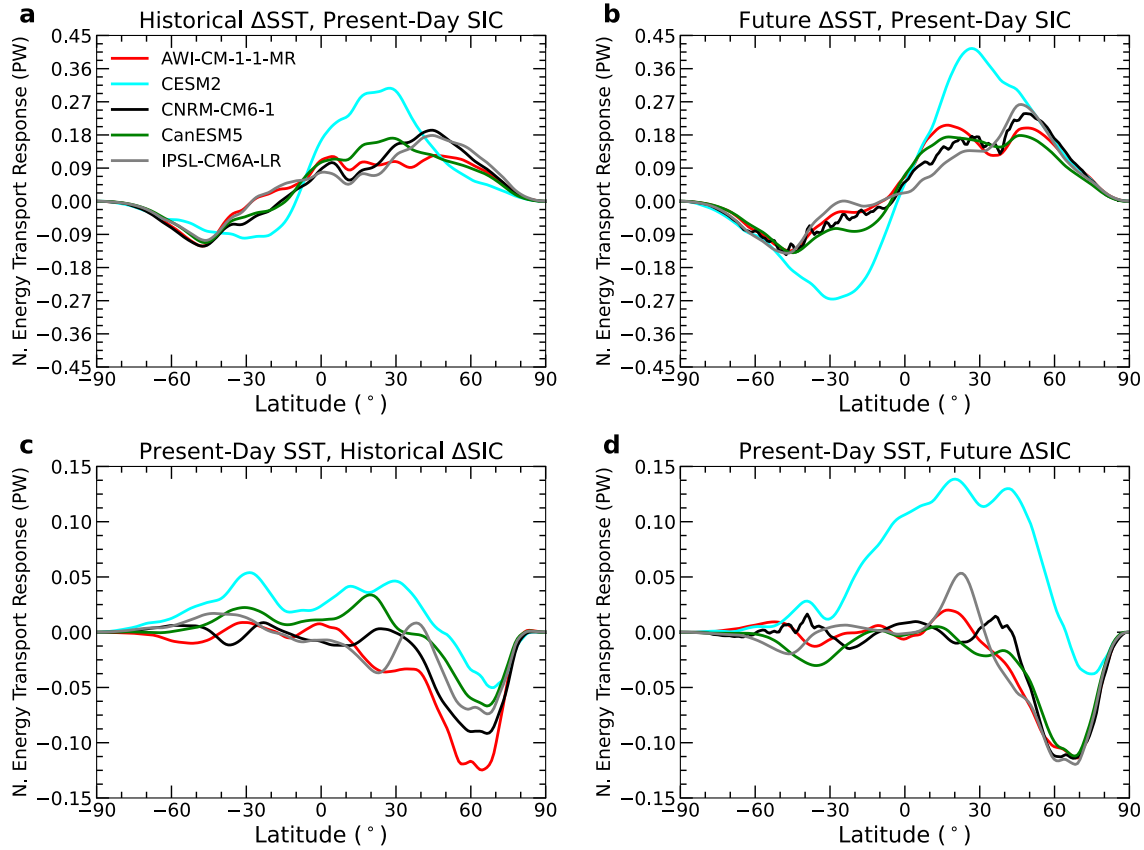 a
Historical ΔSST, Present-Day SIC
N. Energy Transport Response (PW)
0.45
0.36
0.27
0.18
0.09
0.00
−0.09
−0.18
−0.27
−0.36
−0.45
AWI-CM-1-1-MR
CESM2
CNRM-CM6-1
CanESM5
IPSL-CM6A-LR
−90 −60 −30 0 30 60 90
Latitude (°)
b
Future ΔSST, Present-Day SIC
N. Energy Transport Response (PW)
0.45
0.36
0.27
0.18
0.09
0.00
−0.09
−0.18
−0.27
−0.36
−0.45
−90 −60 −30 0 30 60 90
Latitude (°)
c
Present-Day SST, Historical ΔSIC
N. Energy Transport Response (PW)
0.15
0.10
0.05
0.00
−0.05
−0.10
−0.15
−90 −60 −30 0 30 60 90
Latitude (°)
d
Present-Day SST, Future ΔSIC
N. Energy Transport Response (PW)
0.15
0.10
0.05
0.00
−0.05
−0.10
−0.15
−90 −60 −30 0 30 60 90
Latitude (°)